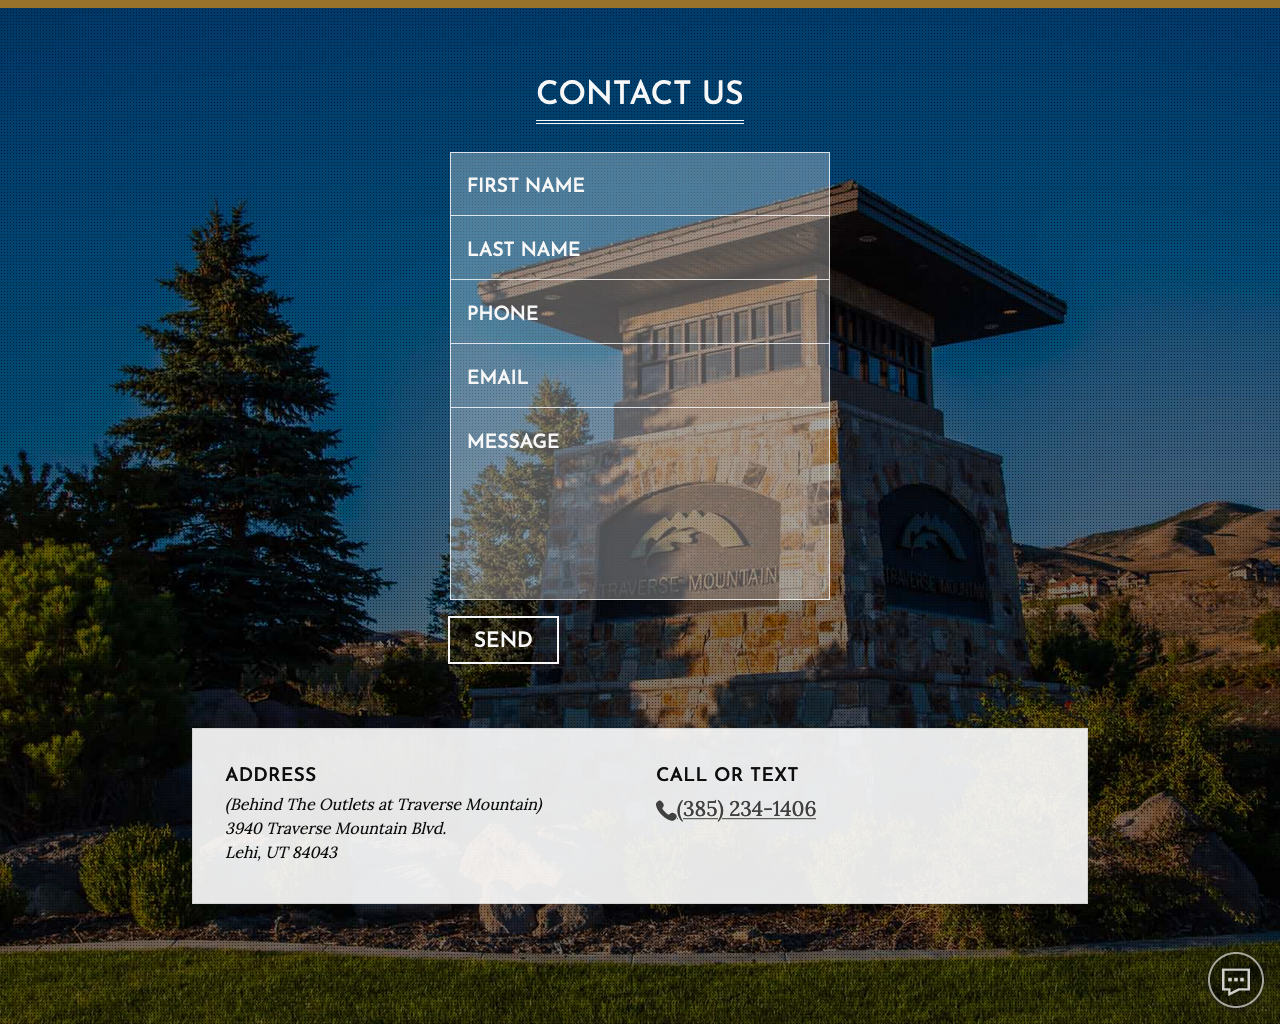 CONTACT US
FIRST NAME
LAST NAME
PHONE
EMAIL
MESSAGE
TRAVERSE MOUNTAIN
TRAVERSE MOUNTAIN
SEND
ADDRESS
CALL OR TEXT
(Behind The Outlets at Traverse Mountain)
(385) 234-1406
3940 Traverse Mountain Blvd.
Lehi, UT 84043